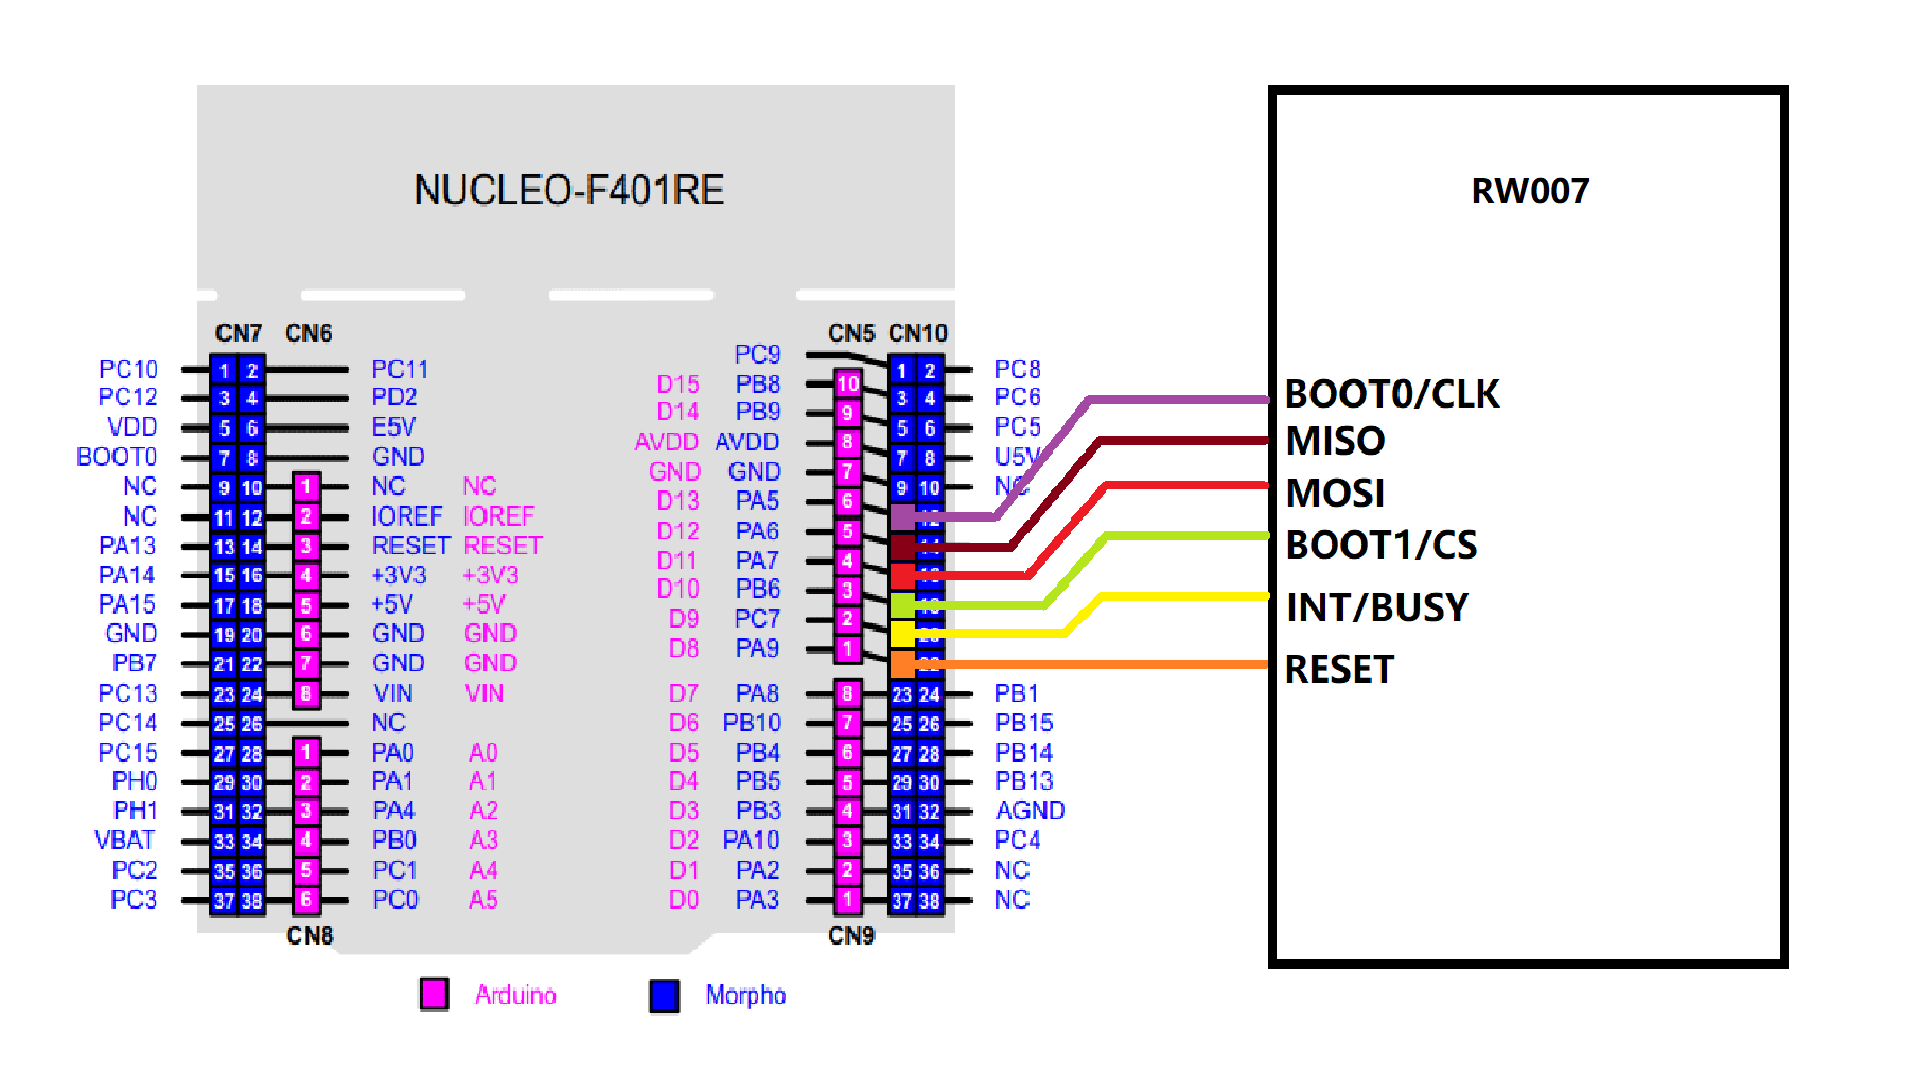 NUCLEO-F401RE
RW007
CN7 CN6 CN5 CN10
PC9
PC10 1 2 PC11 1 2 PC8
D15 PB8 10
PC12 3 4 PD2 3 4 PC6
D14 PB9 9
VDD 5 6 E5V 5 6 PC5
AVDD AVDD 8
BOOT0 7 8 GND 7 8 U5V
GND GND 7
NC 9 10 1 NC NC 9 10 NC
D13 PA5 6
NC 11 12 2 IOREF IOREF
D12 PA6 5
PA13 13 14 3 RESET RESET
D11 PA7 4
PA14 15 16 4 +3V3 +3V3
D10 PB6 3
PA15 17 18 5 +5V +5V
D9 PC7 2
GND 19 20 6 GND GND
D8 PA9 1
PB7 21 22 7 GND GND
PC13 23 24 8 VIN VIN D7 PA8 8 23 24 PB1
PC14 25 26 NC D6 PB10 7 25 26 PB15
PC15 27 28 1 PA0 A0 D5 PB4 6 27 28 PB14
PH0 29 30 2 PA1 A1 D4 PB5 5 29 30 PB13
PH1 31 32 3 PA4 A2 D3 PB3 4 31 32 AGND
VBAT 33 34 4 PB0 A3 D2 PA10 3 33 34 PC4
PC2 35 36 5 PC1 A4 D1 PA2 2 35 36 NC
PC3 37 38 6 PC0 A5 D0 PA3 1 37 38 NC
CN8 CN9
Arduino Morpho
BOOT0/CLK
MISO
MOSI
BOOT1/CS
INT/BUSY
RESET